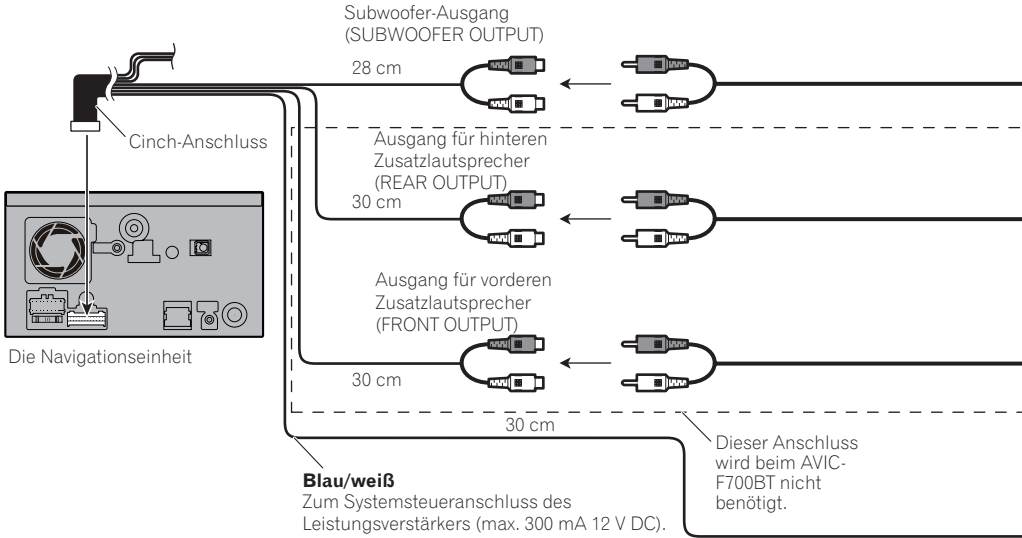 Subwoofer-Ausgang
(SUBWOOFER OUTPUT)
28 cm
Cinch-Anschluss
Ausgang für hinteren
Zusatzlautsprecher
(REAR OUTPUT)
30 cm
Ausgang für vorderen
Zusatzlautsprecher
(FRONT OUTPUT)
Die Navigationseinheit
30 cm
30 cm
Dieser Anschluss
wird beim AVIC-
F700BT nicht
benötigt.
Blau/weiß
Zum Systemsteueranschluss des
Leistungsverstärkers (max. 300 mA 12 V DC).